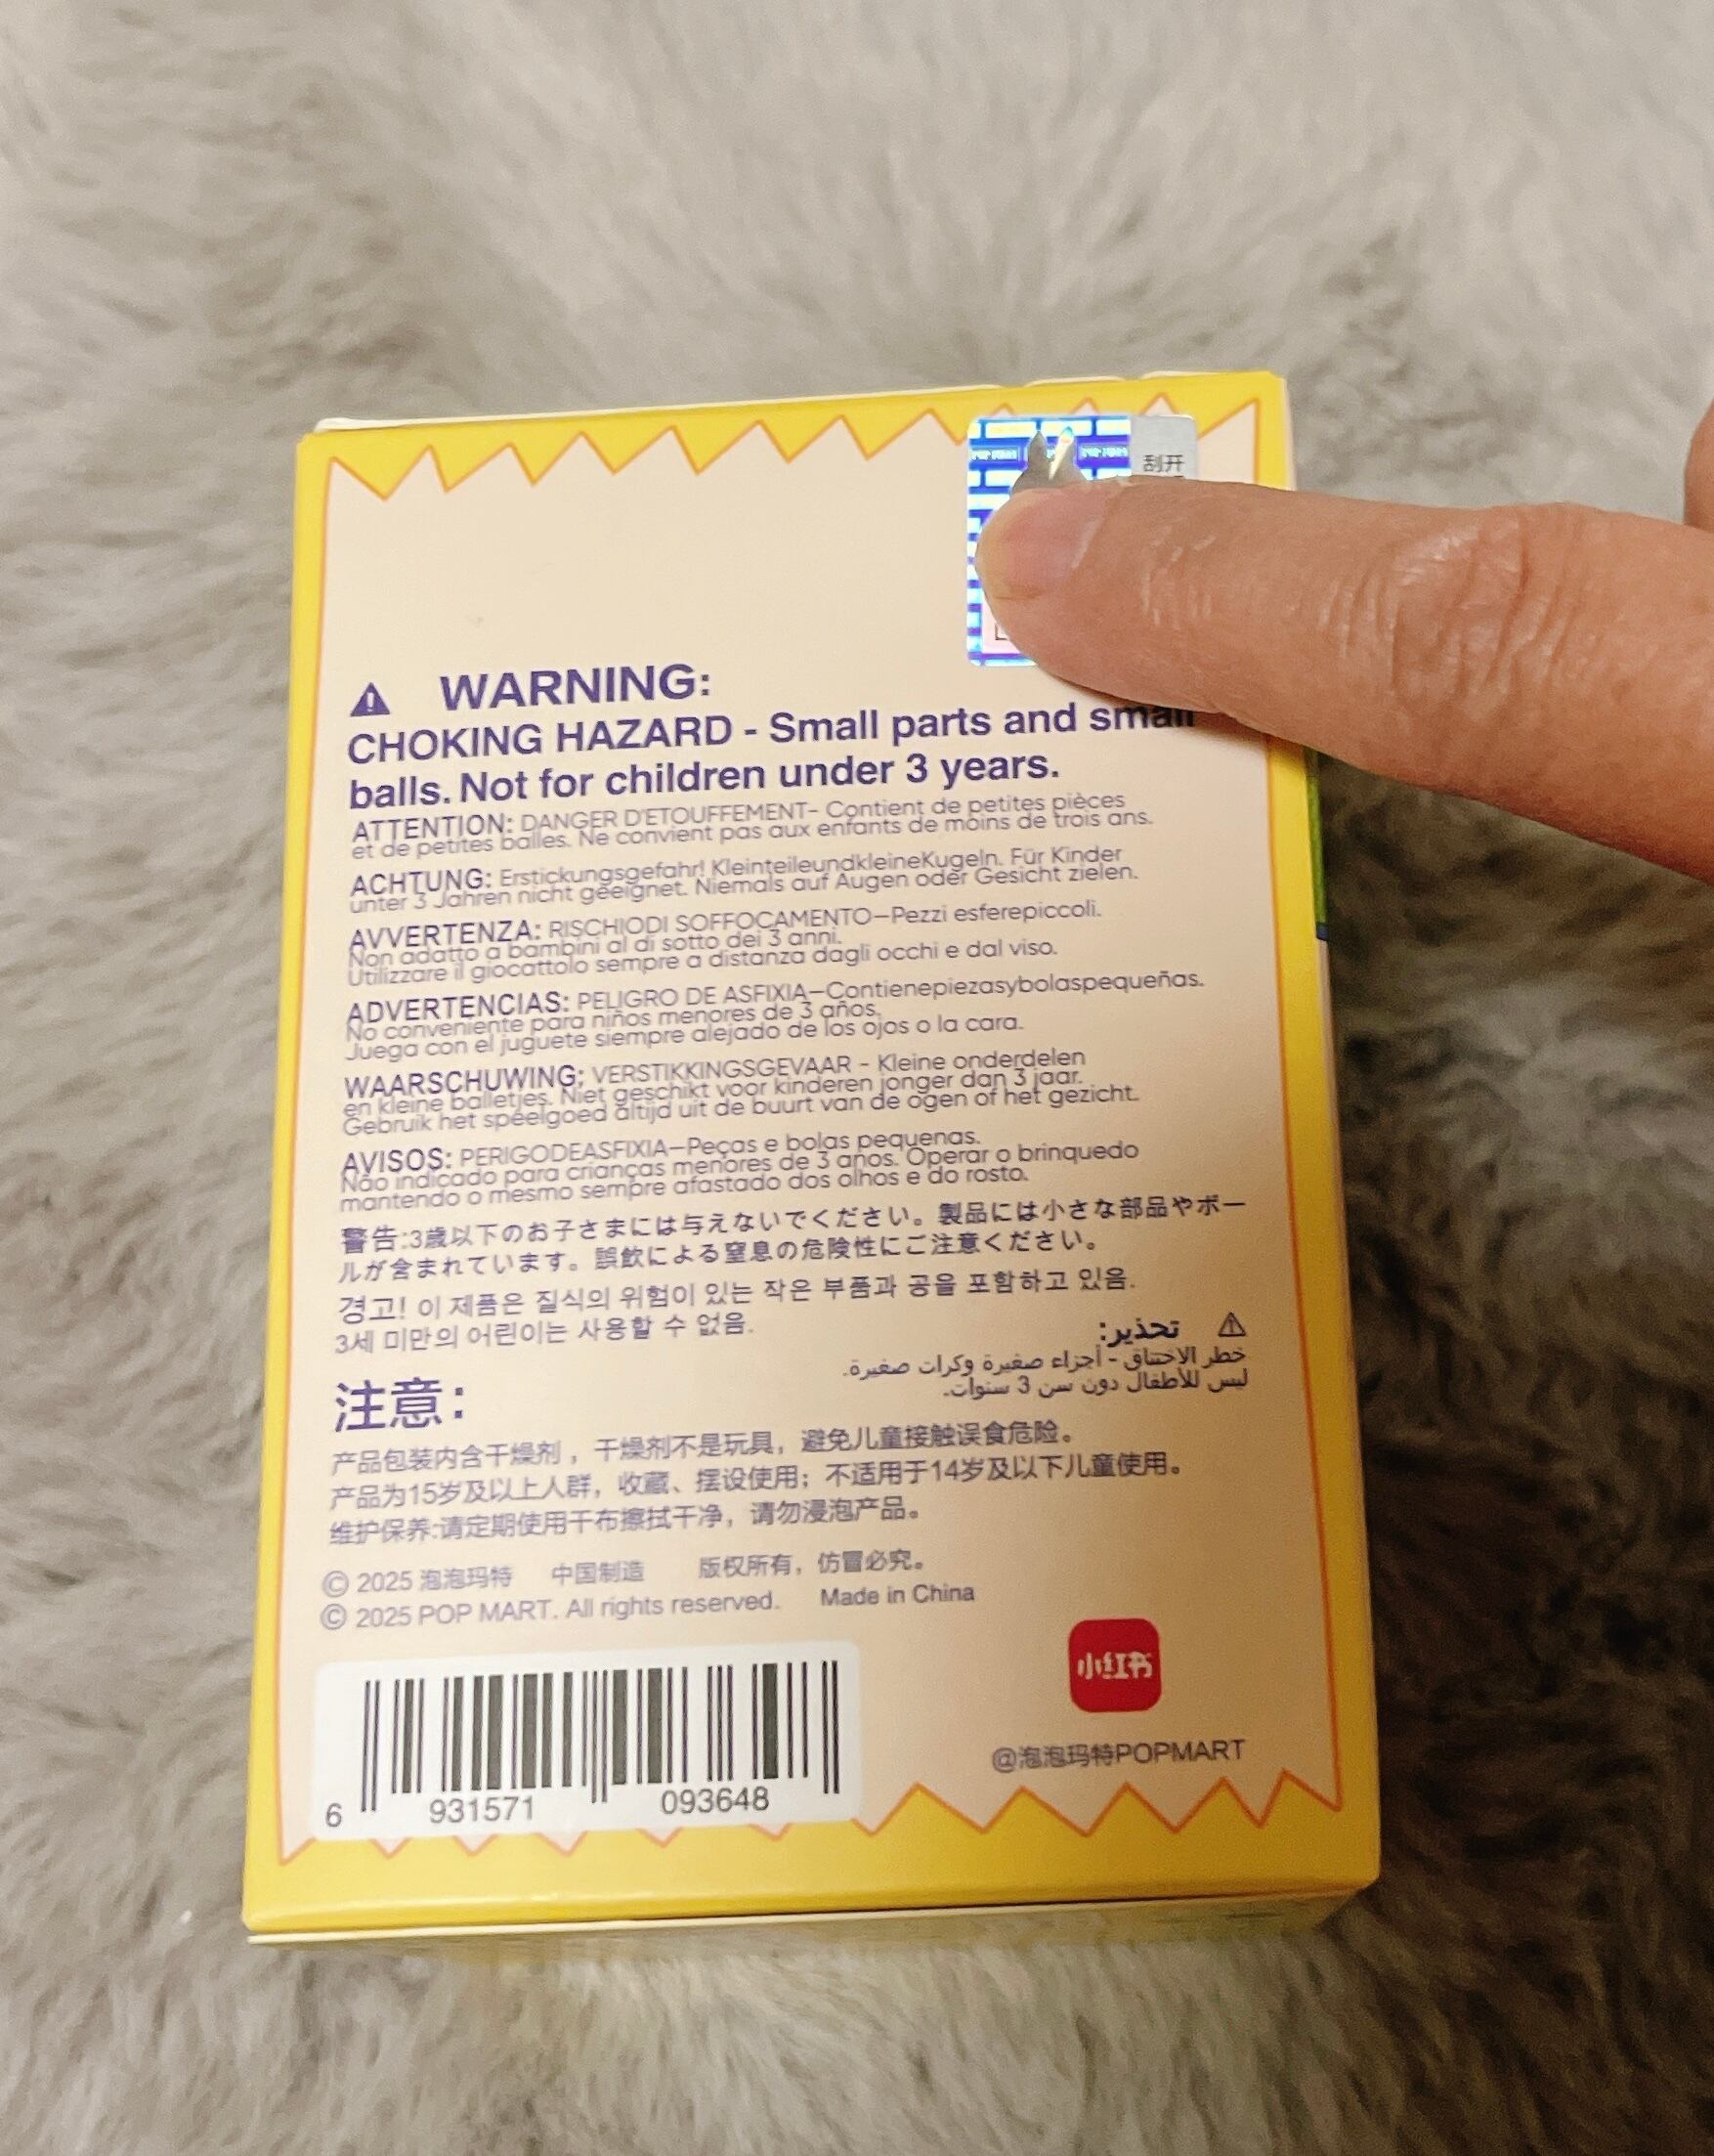 刮开
WARNING:
CHOKING HAZARD - Small parts and small
balls. Not for children under 3 years.
ATTENTION: DANGER D'ETOUFFEMENT- Contient de petites pièces
et de petites balles. Ne convient pas aux enfants de moins de trois ans.
ACHTUNG: Erstickungsgefahr! KleinteileundkleineKugeln. Für Kinder
unter 3 Jahren nicht geeignet. Niemals auf Augen oder Gesicht zielen.
AVVERTENZA: RISCHIODI SOFFOCAMENTO–Pezzi esferepiccoli.
Non adatto a bambini al di sotto dei 3 anni.
Utilizzare il giocattolo sempre a distanza dagli occhi e dal viso.
ADVERTENCIAS: PELIGRO DE ASFIXIA–Contienepiezasybolaspequeñas.
No conveniente para niños menores de 3 años.
Juega con el juguete siempre alejado de los ojos o la cara.
WAARSCHUWING: VERSTIKKINGSGEVAAR - Kleine onderdelen
en kleine balletjes. Niet geschikt voor kinderen jonger dan 3 jaar.
Gebruik het speelgoed altijd uit de buurt van de ogen of het gezicht.
AVISOS: PERIGODEASFIXIA–Peças e bolas pequenas.
Não indicado para crianças menores de 3 anos. Operar o brinquedo
mantendo o mesmo sempre afastado dos olhos e do rosto.
警告:3歳以下のお子さまには与えないでください。製品には小さな部品やボー
ルが含まれています。誤飲による窒息の危険性にご注意ください。
경고! 이 제품은 질식의 위험이 있는 작은 부품과 공을 포함하고 있음.
3세 미만의 어린이는 사용할 수 없음.
تحذير:
خطر الاختناق - أجزاء صغيرة وكرات صغيرة.
ليس للأطفال دون سن 3 سنوات.
注意：
产品包装内含干燥剂，干燥剂不是玩具，避免儿童接触误食危险。
产品为15岁及以上人群，收藏、摆设使用；不适用于14岁及以下儿童使用。
维护保养:请定期使用干布擦拭干净，请勿浸泡产品。
© 2025 泡泡玛特 中国制造 版权所有，仿冒必究。
© 2025 POP MART. All rights reserved. Made in China
小红书
@泡泡玛特POPMART
6 931571 093648